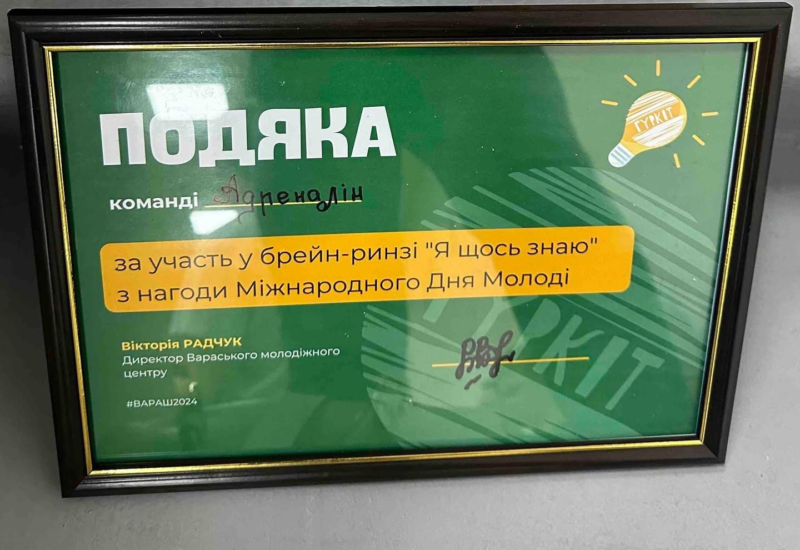 ПОДЯКА
ГУРКІТ
команді Адреналін
за участь у брейн-ринзі "Я щось знаю"
з нагоди Міжнародного Дня Молоді
ГУРКІТ
Вікторія РАДЧУК
Директор Вараського молодіжного
центру
#ВАРАШ2024